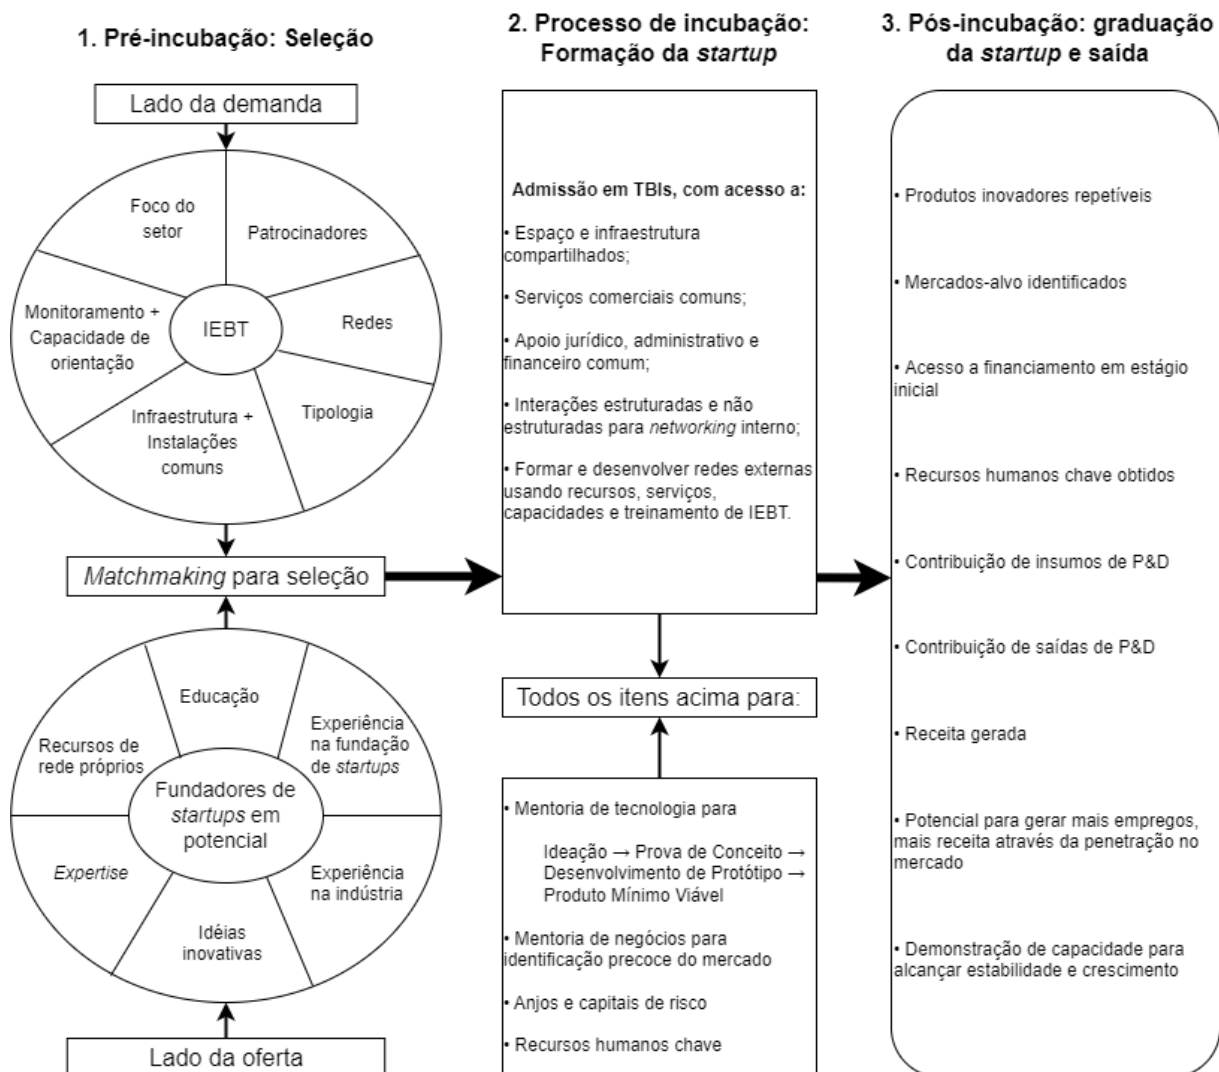 1. Pré-incubação: Seleção
Lado da demanda
Foco do
setor
Patrocinadores
Monitoramento +
Capacidade de
orientação
IEBT
Redes
Infraestrutura +
Instalações
comuns
Tipologia
Matchmaking para seleção
Educação
Recursos de
rede próprios
Experiência
na fundação
de startups
Fundadores de
startups em
potencial
Expertise
Experiência
na indústria
Idéias
inovativas
Lado da oferta
2. Processo de incubação:
Formação da startup
Admissão em TBIs, com acesso a:
• Espaço e infraestrutura
compartilhados;
• Serviços comerciais comuns;
• Apoio jurídico, administrativo e
financeiro comum;
• Interações estruturadas e não
estruturadas para networking interno;
• Formar e desenvolver redes externas
usando recursos, serviços,
capacidades e treinamento de IEBT.
Todos os itens acima para:
• Mentoria de tecnologia para
Ideação → Prova de Conceito →
Desenvolvimento de Protótipo →
Produto Mínimo Viável
• Mentoria de negócios para
identificação precoce do mercado
• Anjos e capitais de risco
• Recursos humanos chave
3. Pós-incubação: graduação
da startup e saída
• Produtos inovadores repetíveis
• Mercados-alvo identificados
• Acesso a financiamento em estágio
inicial
• Recursos humanos chave obtidos
• Contribuição de insumos de P&D
• Contribuição de saídas de P&D
• Receita gerada
• Potencial para gerar mais empregos,
mais receita através da penetração no
mercado
• Demonstração de capacidade para
alcançar estabilidade e crescimento